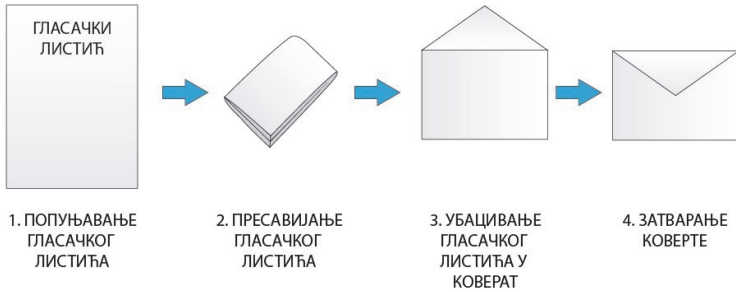 ГЛАСАЧКИ
ЛИСТИЋ
1. ПОПУЊАВАЊЕ
ГЛАСАЧКОГ
ЛИСТИЋА
2. ПРЕСАВИЈАЊЕ
ГЛАСАЧКОГ
ЛИСТИЋА
3. УБАЦИВАЊЕ
ГЛАСАЧКОГ
ЛИСТИЋА У
КОВЕРАТ
4. ЗАТВАРАЊЕ
КОВЕРТЕ